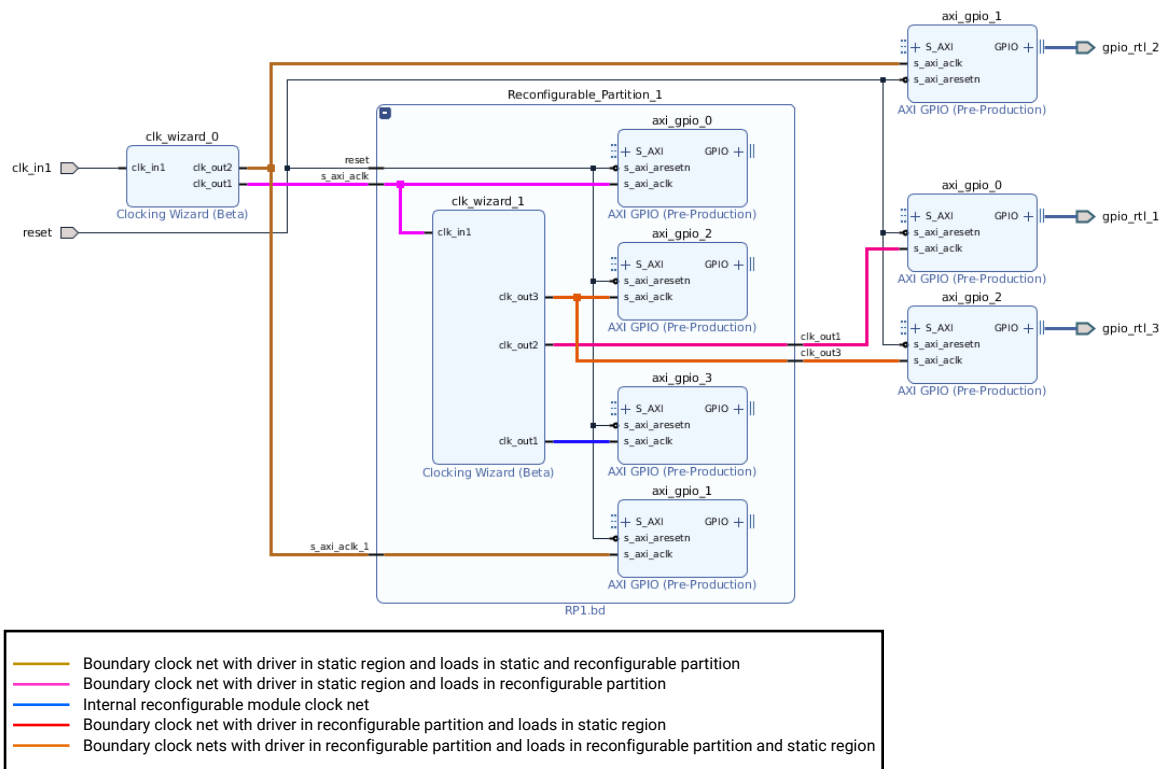 axi_gpio_1
S_AXI
GPIO
s_axi_aclk
s_axi_aresetn
AXI GPIO (Pre-Production)
gpio_rtl_2
clk_wizard_0
clk_in1
clk_in1
clk_out2
clk_out1
Clocking Wizard (Beta)
reset
Reconfigurable_Partition_1
reset
s_axi_aclk
axi_gpio_0
S_AXI
GPIO
s_axi_aresetn
s_axi_aclk
AXI GPIO (Pre-Production)
clk_wizard_1
clk_in1
clk_out3
clk_out2
clk_out1
Clocking Wizard (Beta)
axi_gpio_2
S_AXI
GPIO
s_axi_aresetn
s_axi_aclk
AXI GPIO (Pre-Production)
axi_gpio_3
S_AXI
GPIO
s_axi_aresetn
s_axi_aclk
AXI GPIO (Pre-Production)
s_axi_aclk_1
axi_gpio_1
S_AXI
GPIO
s_axi_aresetn
s_axi_aclk
AXI GPIO (Pre-Production)
RP1.bd
clk_out1
clk_out3
axi_gpio_0
S_AXI
GPIO
s_axi_aresetn
s_axi_aclk
AXI GPIO (Pre-Production)
gpio_rtl_1
axi_gpio_2
S_AXI
GPIO
s_axi_aresetn
s_axi_aclk
AXI GPIO (Pre-Production)
gpio_rtl_3
Boundary clock net with driver in static region and loads in static and reconfigurable partition
Boundary clock net with driver in static region and loads in reconfigurable partition
Internal reconfigurable module clock net
Boundary clock net with driver in reconfigurable partition and loads in static region
Boundary clock nets with driver in reconfigurable partition and loads in reconfigurable partition and static region